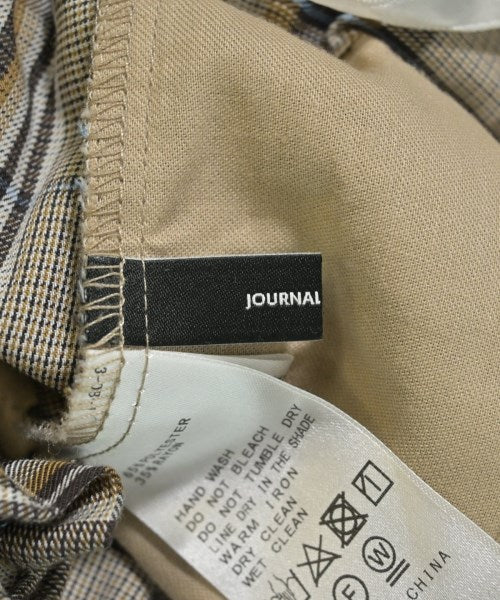 JOURNAL
POLYESTER
HAND WASH
DO NOT BLEACH
DO NOT TUMBLE DRY
LINE DRY IN THE SHADE
WARM IRON
DRY CLEAN
WET CLEAN
F W
CHINA